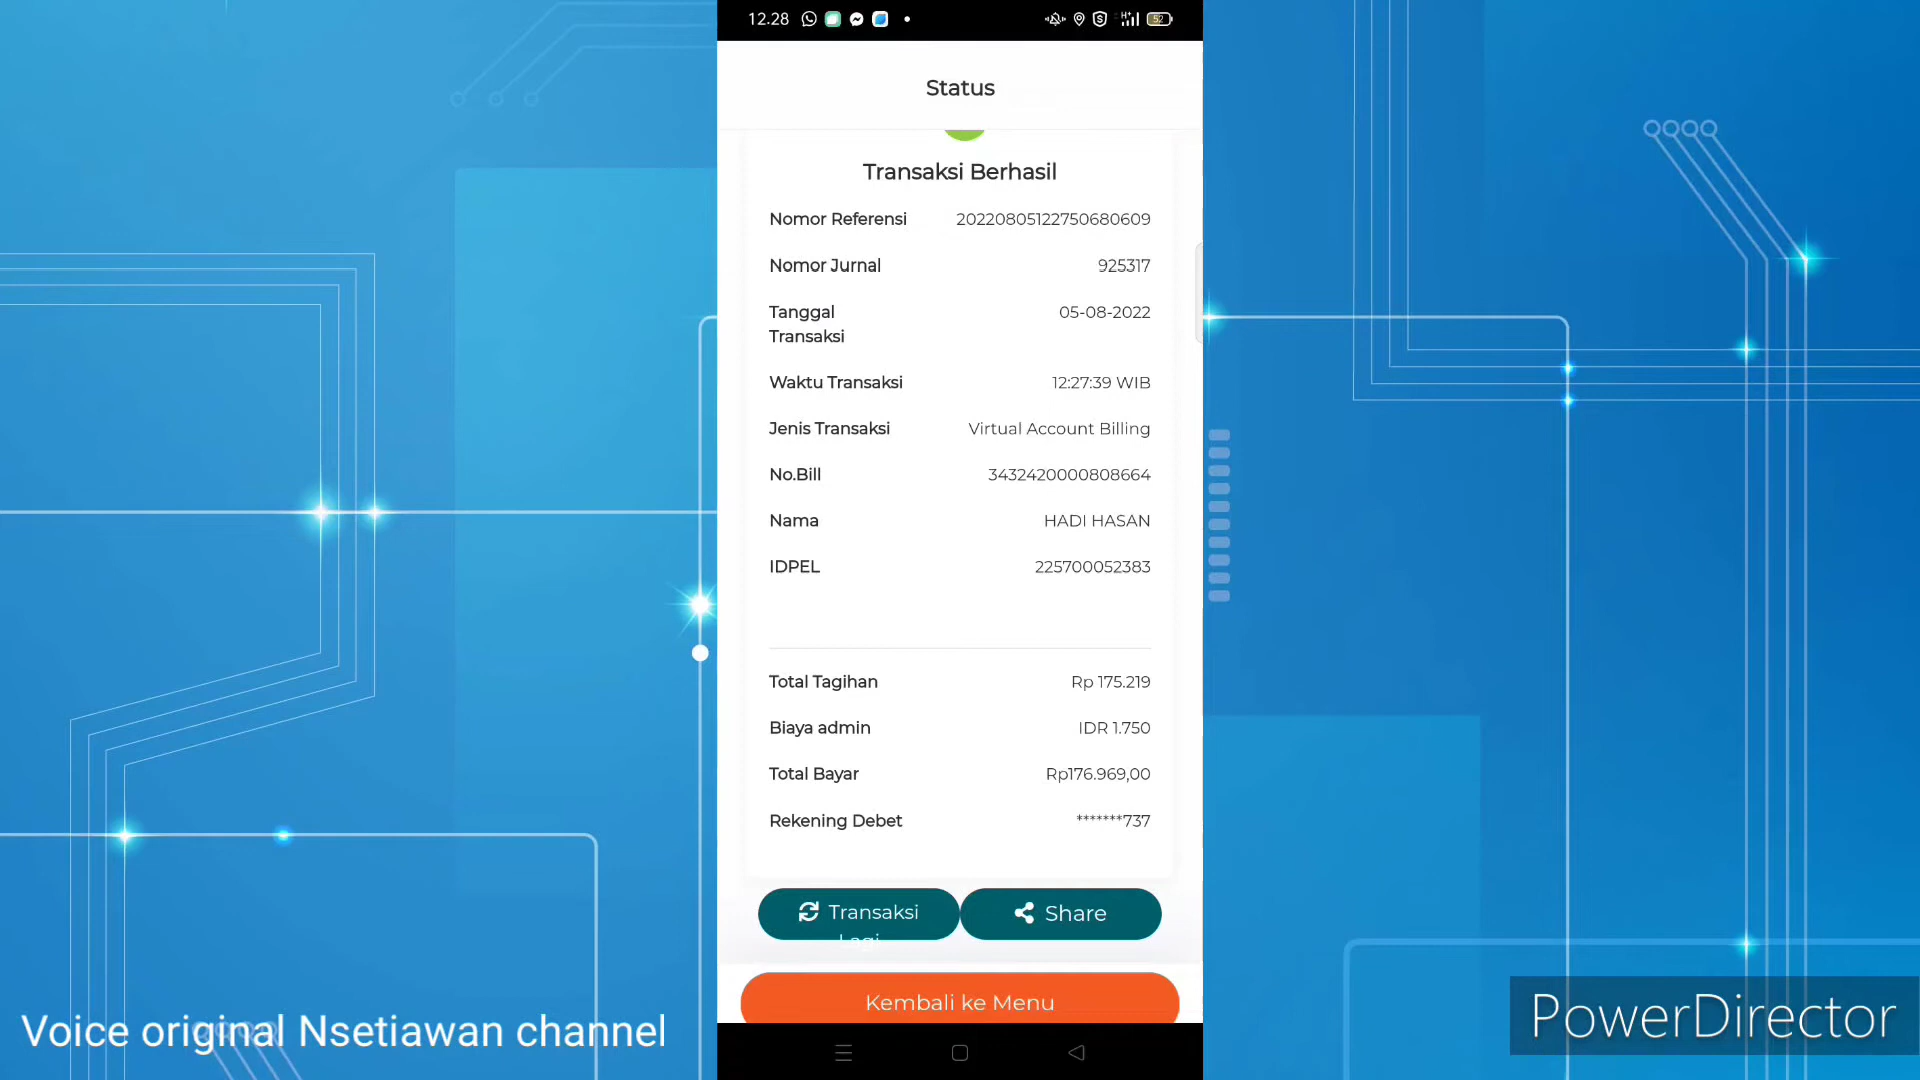 12.28
52
Status
Transaksi Berhasil
Nomor Referensi 20220805122750680609
Nomor Jurnal 925317
Tanggal Transaksi 05-08-2022
Waktu Transaksi 12:27:39 WIB
Jenis Transaksi Virtual Account Billing
No.Bill 3432420000808664
Nama HADI HASAN
IDPEL 225700052383
Total Tagihan Rp 175.219
Biaya admin IDR 1.750
Total Bayar Rp176.969,00
Rekening Debet *******737
Transaksi Lagi
Share
Kembali ke Menu
Voice original Nsetiawan channel
PowerDirector